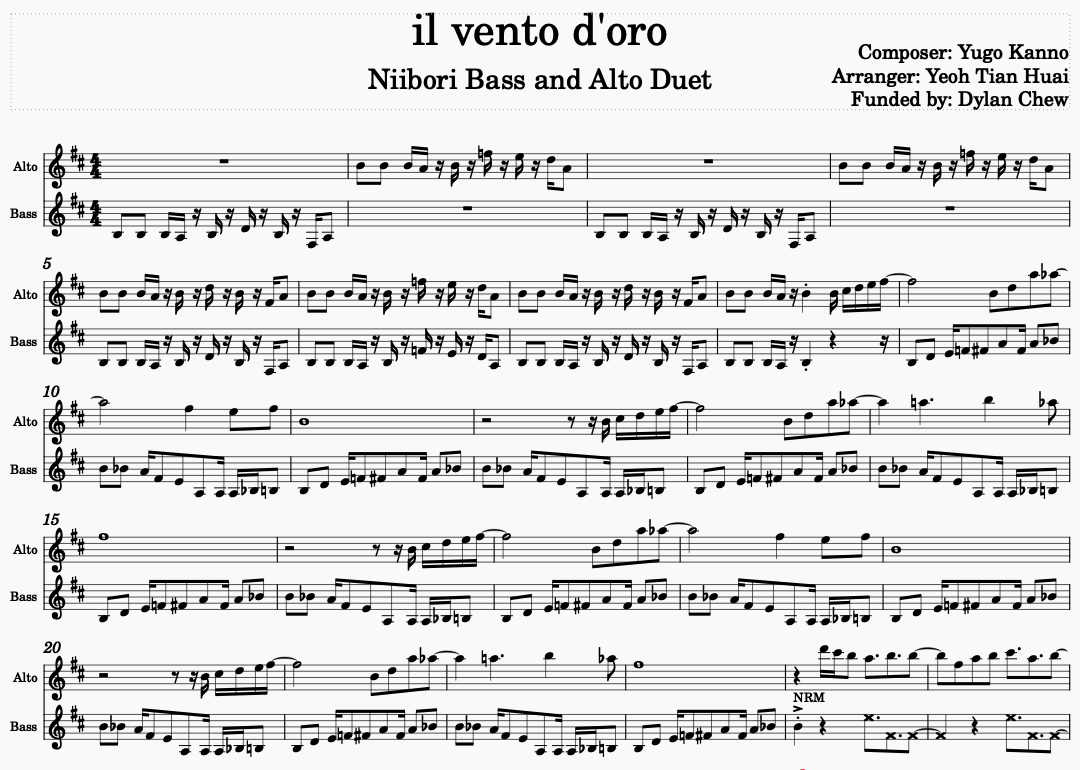 il vento d'oro
Niibori Bass and Alto Duet
Composer: Yugo Kanno
Arranger: Yeoh Tian Huai
Funded by: Dylan Chew
Alto
Bass
5
Alto
Bass
10
Alto
Bass
15
Alto
Bass
20
Alto
NRM
Bass